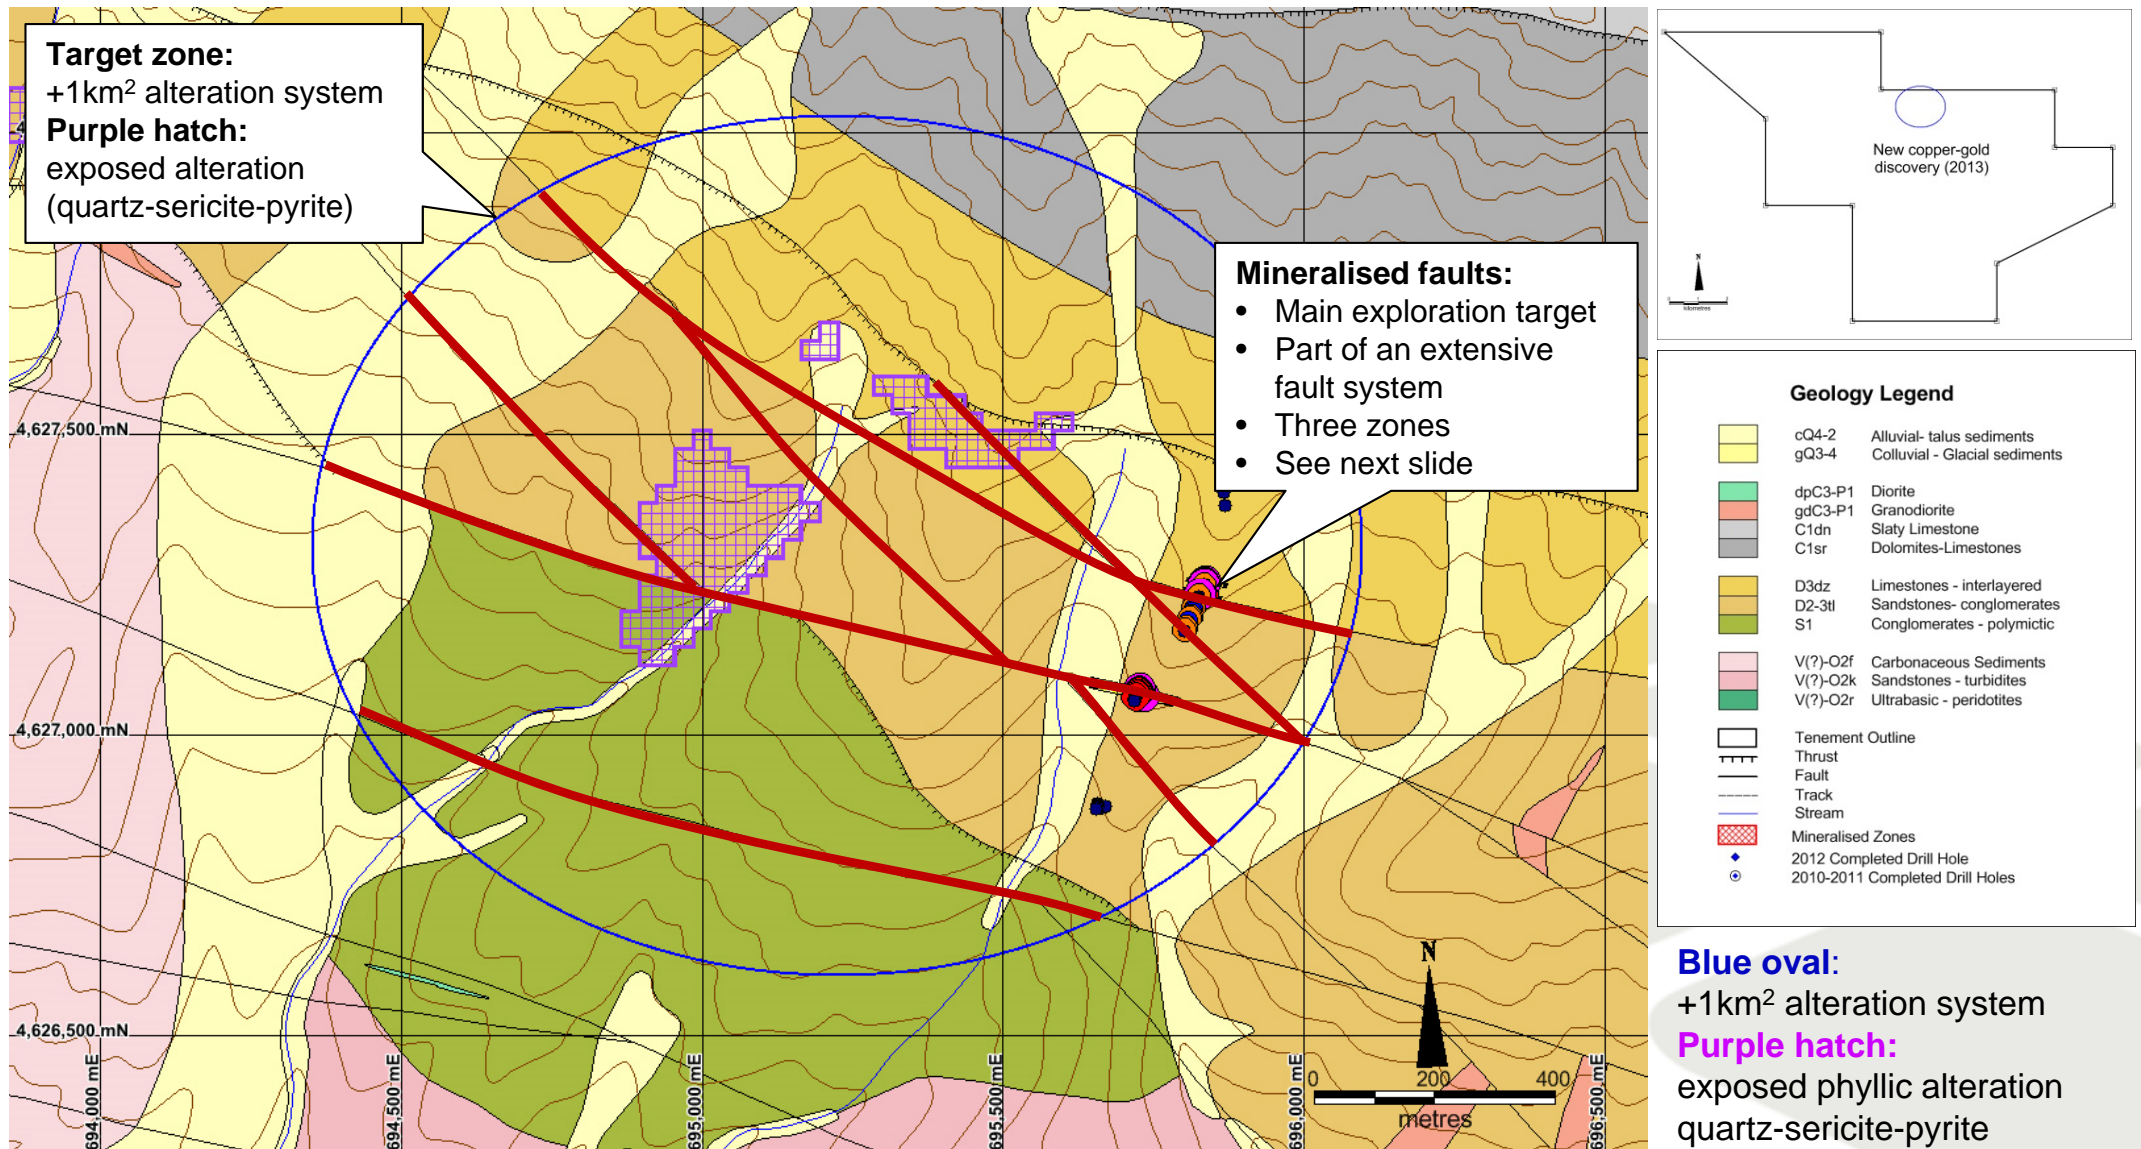 Target zone:
+1km2 alteration system
Purple hatch:
exposed alteration
(quartz-sericite-pyrite)
Mineralised faults:
• Main exploration target
• Part of an extensive
fault system
• Three zones
• See next slide
4,627,500 mN
4,627,000 mN
4,626,500 mN
694,000 mE
694,500 mE
695,000 mE
695,500 mE
696,000 mE
696,500 mE
N
0 200 400
metres
New copper-gold
discovery (2013)
N
kilometres
Geology Legend
cQ4-2 Alluvial- talus sediments
gQ3-4 Colluvial - Glacial sediments
dpC3-P1 Diorite
gdC3-P1 Granodiorite
C1dn Slaty Limestone
C1sr Dolomites-Limestones
D3dz Limestones - interlayered
D2-3tl Sandstones- conglomerates
S1 Conglomerates - polymictic
V(?)-O2f Carbonaceous Sediments
V(?)-O2k Sandstones - turbidites
V(?)-O2r Ultrabasic - peridotites
Tenement Outline
Thrust
Fault
Track
Stream
Mineralised Zones
2012 Completed Drill Hole
2010-2011 Completed Drill Holes
Blue oval:
+1km2 alteration system
Purple hatch:
exposed phyllic alteration
quartz-sericite-pyrite